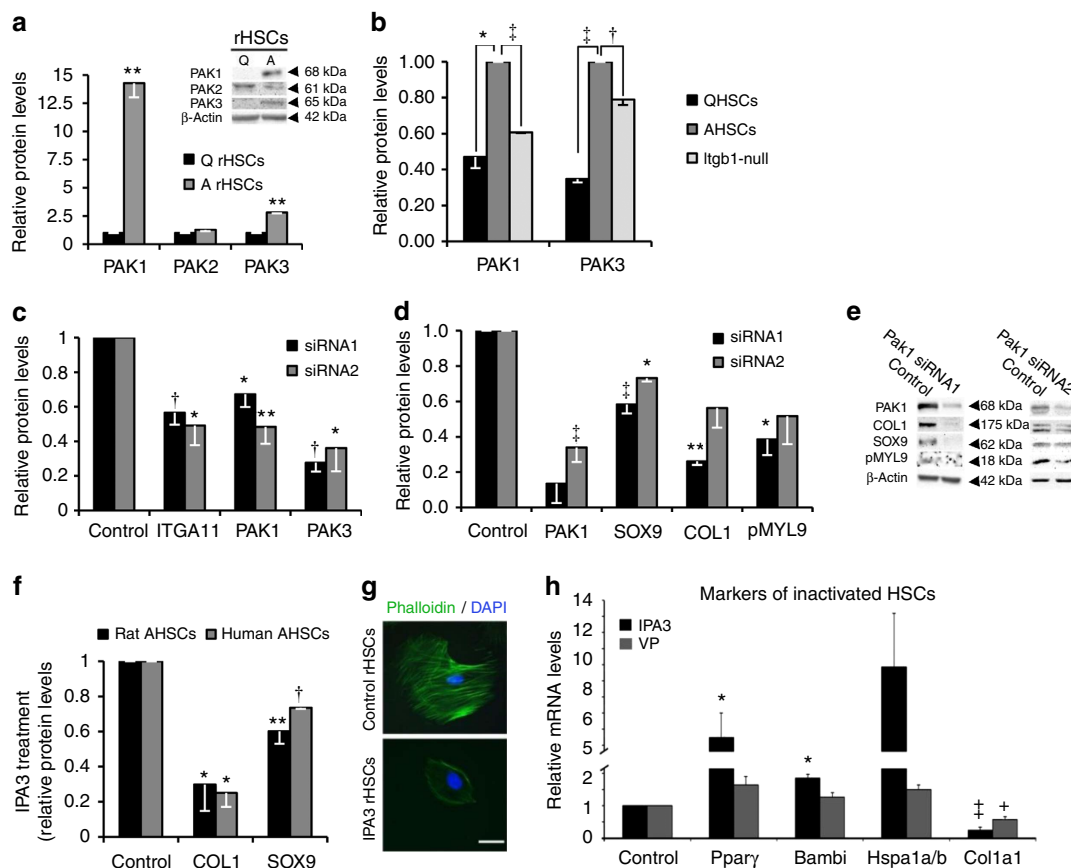 a
rHSCs
Q A
PAK1 68 kDa
PAK2 61 kDa
PAK3 65 kDa
β-Actin 42 kDa
Relative protein levels
15
12.5
10
7.5
5
2.5
0
**
**
Q rHSCs
A rHSCs
PAK1 PAK2 PAK3
b
Relative protein levels
1.00
0.80
0.60
0.40
0.20
0.00
* ‡ ‡ †
QHSCs
AHSCs
Itgb1-null
PAK1 PAK3
c
Relative protein levels
1
0.8
0.6
0.4
0.2
0
siRNA1
siRNA2
† * * ** † *
Control ITGA11 PAK1 PAK3
d
Relative protein levels
1.0
0.8
0.6
0.4
0.2
0.0
siRNA1
siRNA2
‡ ‡ * ** *
Control PAK1 SOX9 COL1 pMYL9
e
Pak1 siRNA1
Control
Pak1 siRNA2
Control
PAK1 68 kDa
COL1 175 kDa
SOX9 62 kDa
pMYL9 18 kDa
β-Actin 42 kDa
f
IPA3 treatment
(relative protein levels)
Rat AHSCs Human AHSCs
1
0.8
0.6
0.4
0.2
0
* * ** †
Control COL1 SOX9
g
Phalloidin / DAPI
Control rHSCs
IPA3 rHSCs
h
Markers of inactivated HSCs
Relative mRNA levels
14
12
10
8
6
5
2
1
0
IPA3
VP
* * ‡ +
Control Pparγ Bambi Hspa1a/b Col1a1